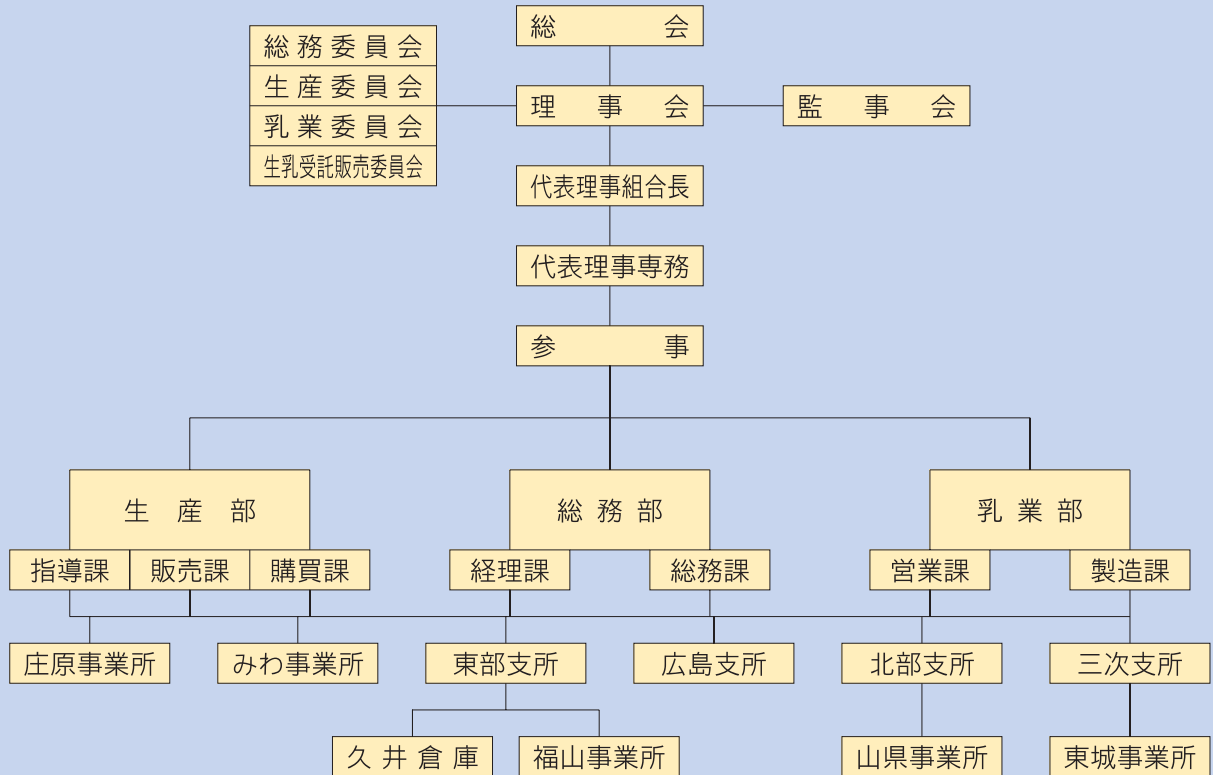 総会
総務委員会
生産委員会
乳業委員会
生乳受託販売委員会
理事会
監事会
代表理事組合長
代表理事専務
参事
生産部
総務部
乳業部
指導課
販売課
購買課
経理課
総務課
営業課
製造課
庄原事業所
みわ事業所
東部支所
広島支所
北部支所
三次支所
久井倉庫
福山事業所
山県事業所
東城事業所